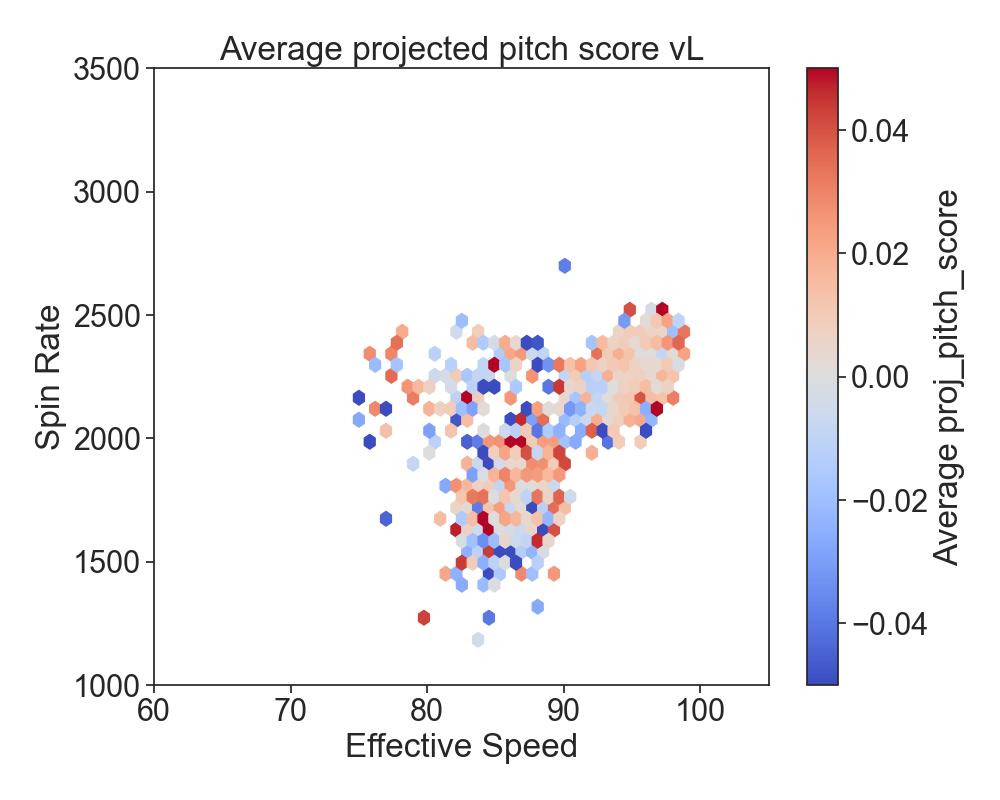 Average projected pitch score vL
3500
3000
2500
2000
1500
1000
Spin Rate
60 70 80 90 100
Effective Speed
0.04
0.02
0.00
−0.02
−0.04
Average proj_pitch_score